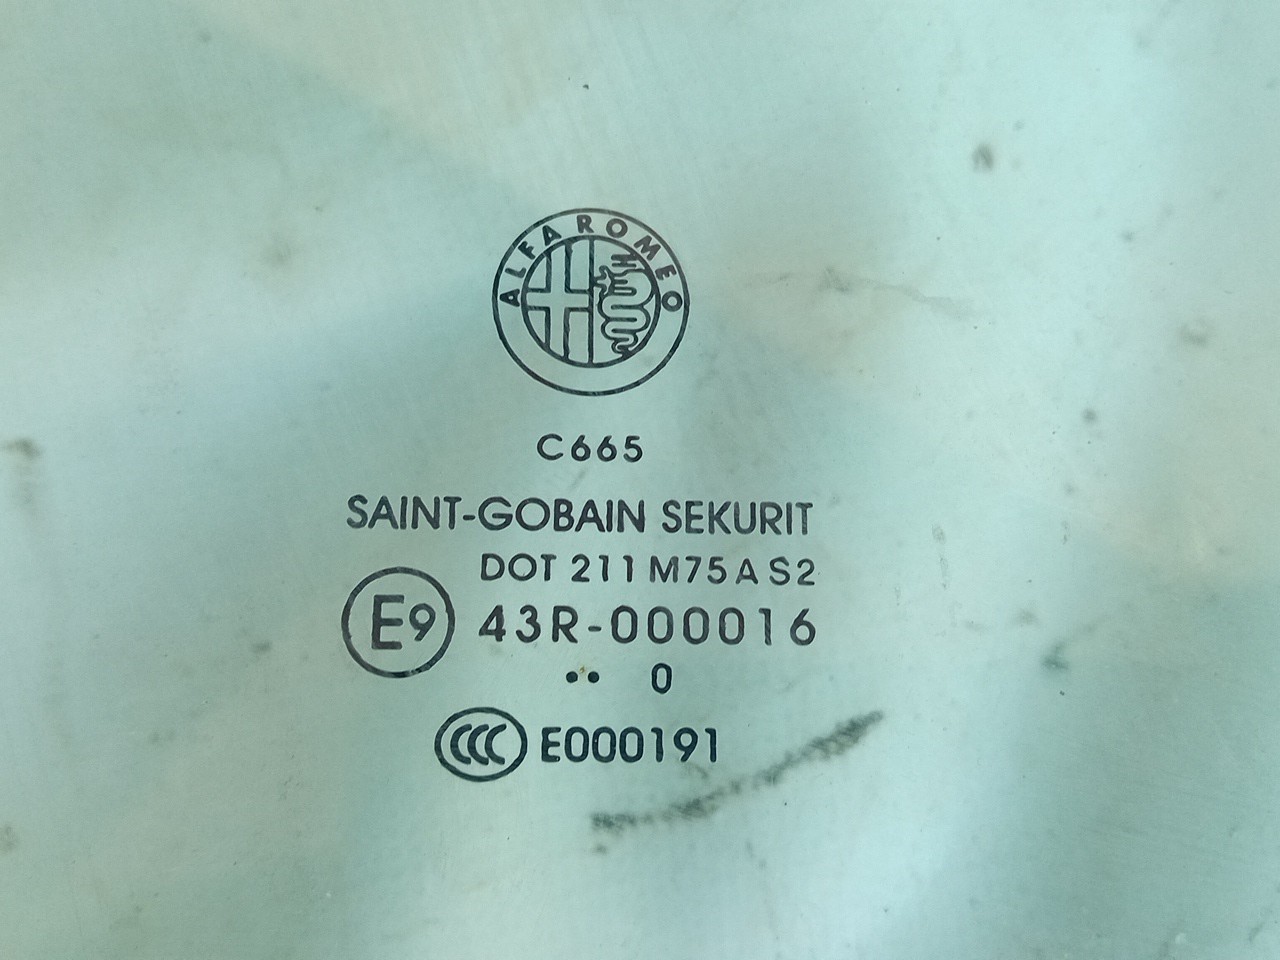 ALFA ROMEO
C665
SAINT-GOBAIN SEKURIT
DOT 211 M75 A S2
E9 43R-000016
.. 0
CCC E000191